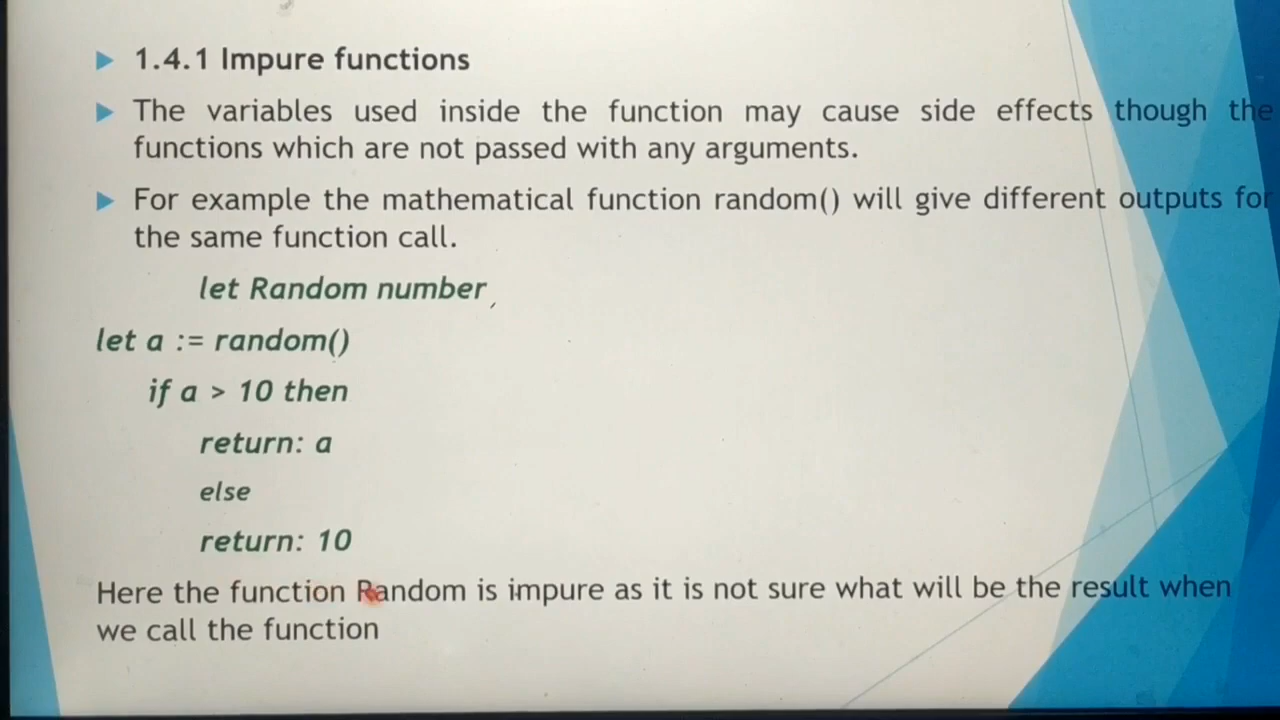 1.4.1 Impure functions
The variables used inside the function may cause side effects though the
functions which are not passed with any arguments.
For example the mathematical function random() will give different outputs for
the same function call.
let Random number
let a := random()
if a > 10 then
return: a
else
return: 10
Here the function Random is impure as it is not sure what will be the result when
we call the function